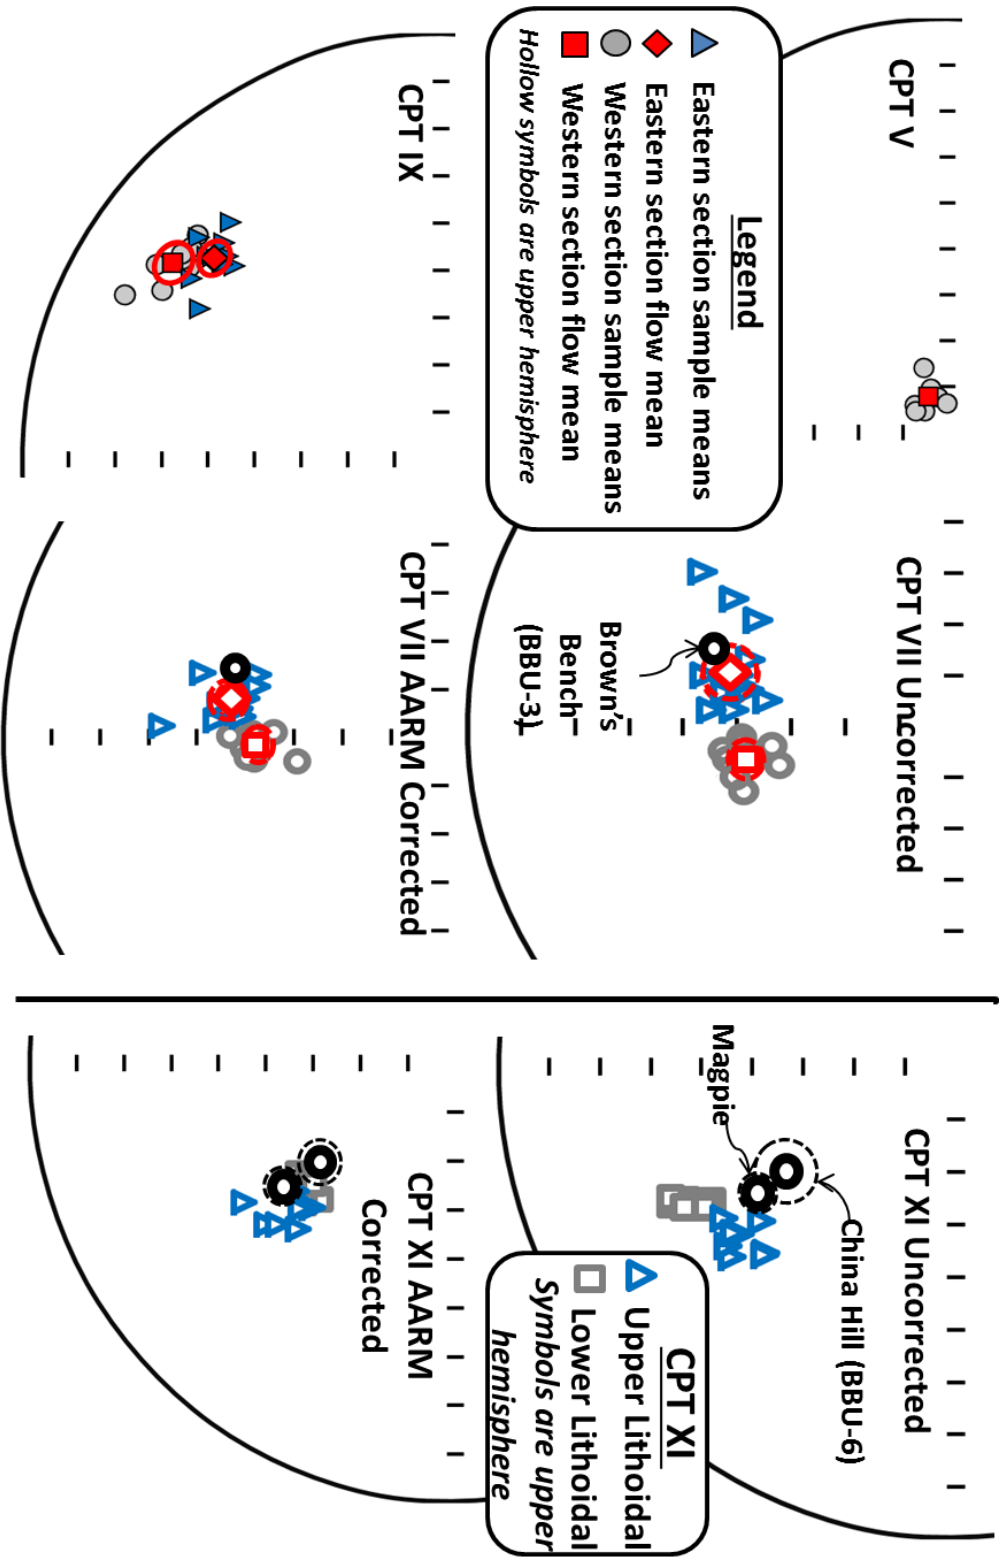 CPT V
Legend
Eastern section sample means
Eastern section flow mean
Western section sample means
Western section flow mean
Hollow symbols are upper hemisphere
CPT IX
CPT VII Uncorrected
Brown's
Bench
(BBU-3)
CPT VII AARM Corrected
CPT XI Uncorrected
China Hill (BBU-6)
Magpie
CPT XI
Upper Lithoidal
Lower Lithoidal
Symbols are upper
hemisphere
CPT XI AARM
Corrected